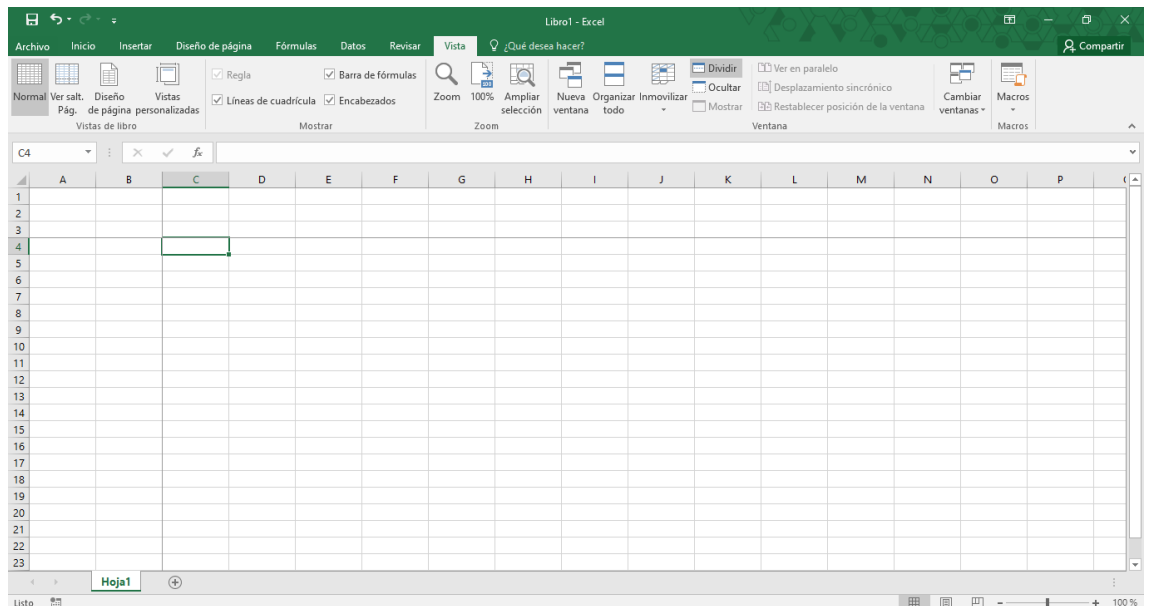 Libro1 - Excel
Archivo Inicio Insertar Diseño de página Fórmulas Datos Revisar Vista ¿Qué desea hacer? Compartir
Normal Ver salt. Pág. Diseño de página Vistas personalizadas
Vistas de libro
Regla Barra de fórmulas
Líneas de cuadrícula Encabezados
Mostrar
Zoom 100% Ampliar selección
Zoom
Nueva ventana Organizar todo Inmovilizar
Dividir Ver en paralelo
Ocultar Desplazamiento sincrónico
Mostrar Restablecer posición de la ventana
Cambiar ventanas
Ventana
Macros
Macros
C4 fx
A B C D E F G H I J K L M N O P
1
2
3
4
5
6
7
8
9
10
11
12
13
14
15
16
17
18
19
20
21
22
23
Hoja1
Listo 100 %